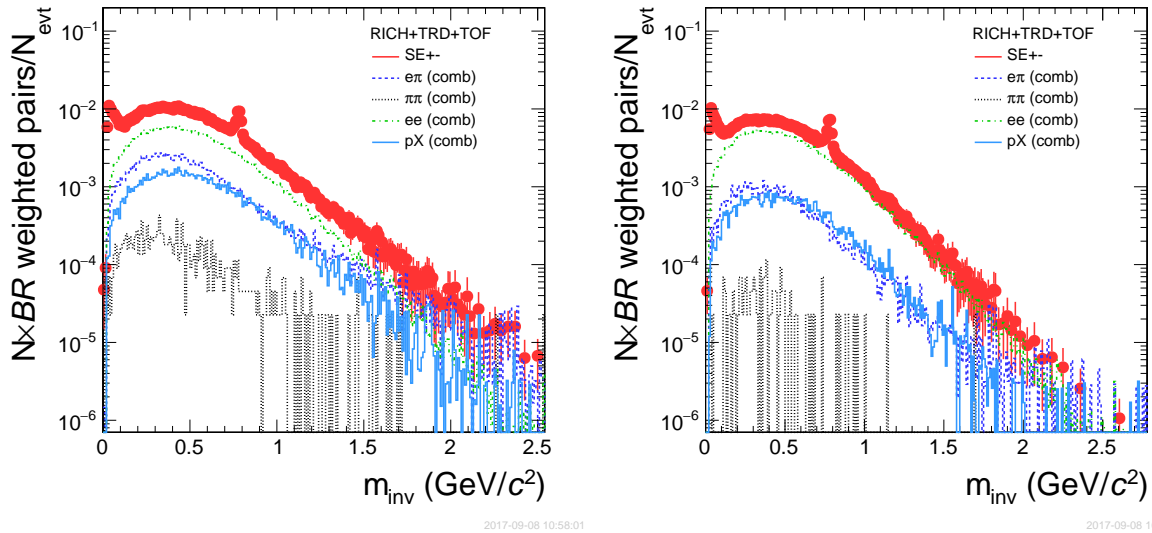 N×BR weighted pairs/N_evt
10⁻¹
10⁻²
10⁻³
10⁻⁴
10⁻⁵
10⁻⁶
RICH+TRD+TOF
SE+-
eπ (comb)
ππ (comb)
ee (comb)
pX (comb)
0 0.5 1 1.5 2 2.5
m_inv (GeV/c²)
2017-09-08 10:58:01
N×BR weighted pairs/N_evt
10⁻¹
10⁻²
10⁻³
10⁻⁴
10⁻⁵
10⁻⁶
RICH+TRD+TOF
SE+-
eπ (comb)
ππ (comb)
ee (comb)
pX (comb)
0 0.5 1 1.5 2 2.5
m_inv (GeV/c²)
2017-09-08 1